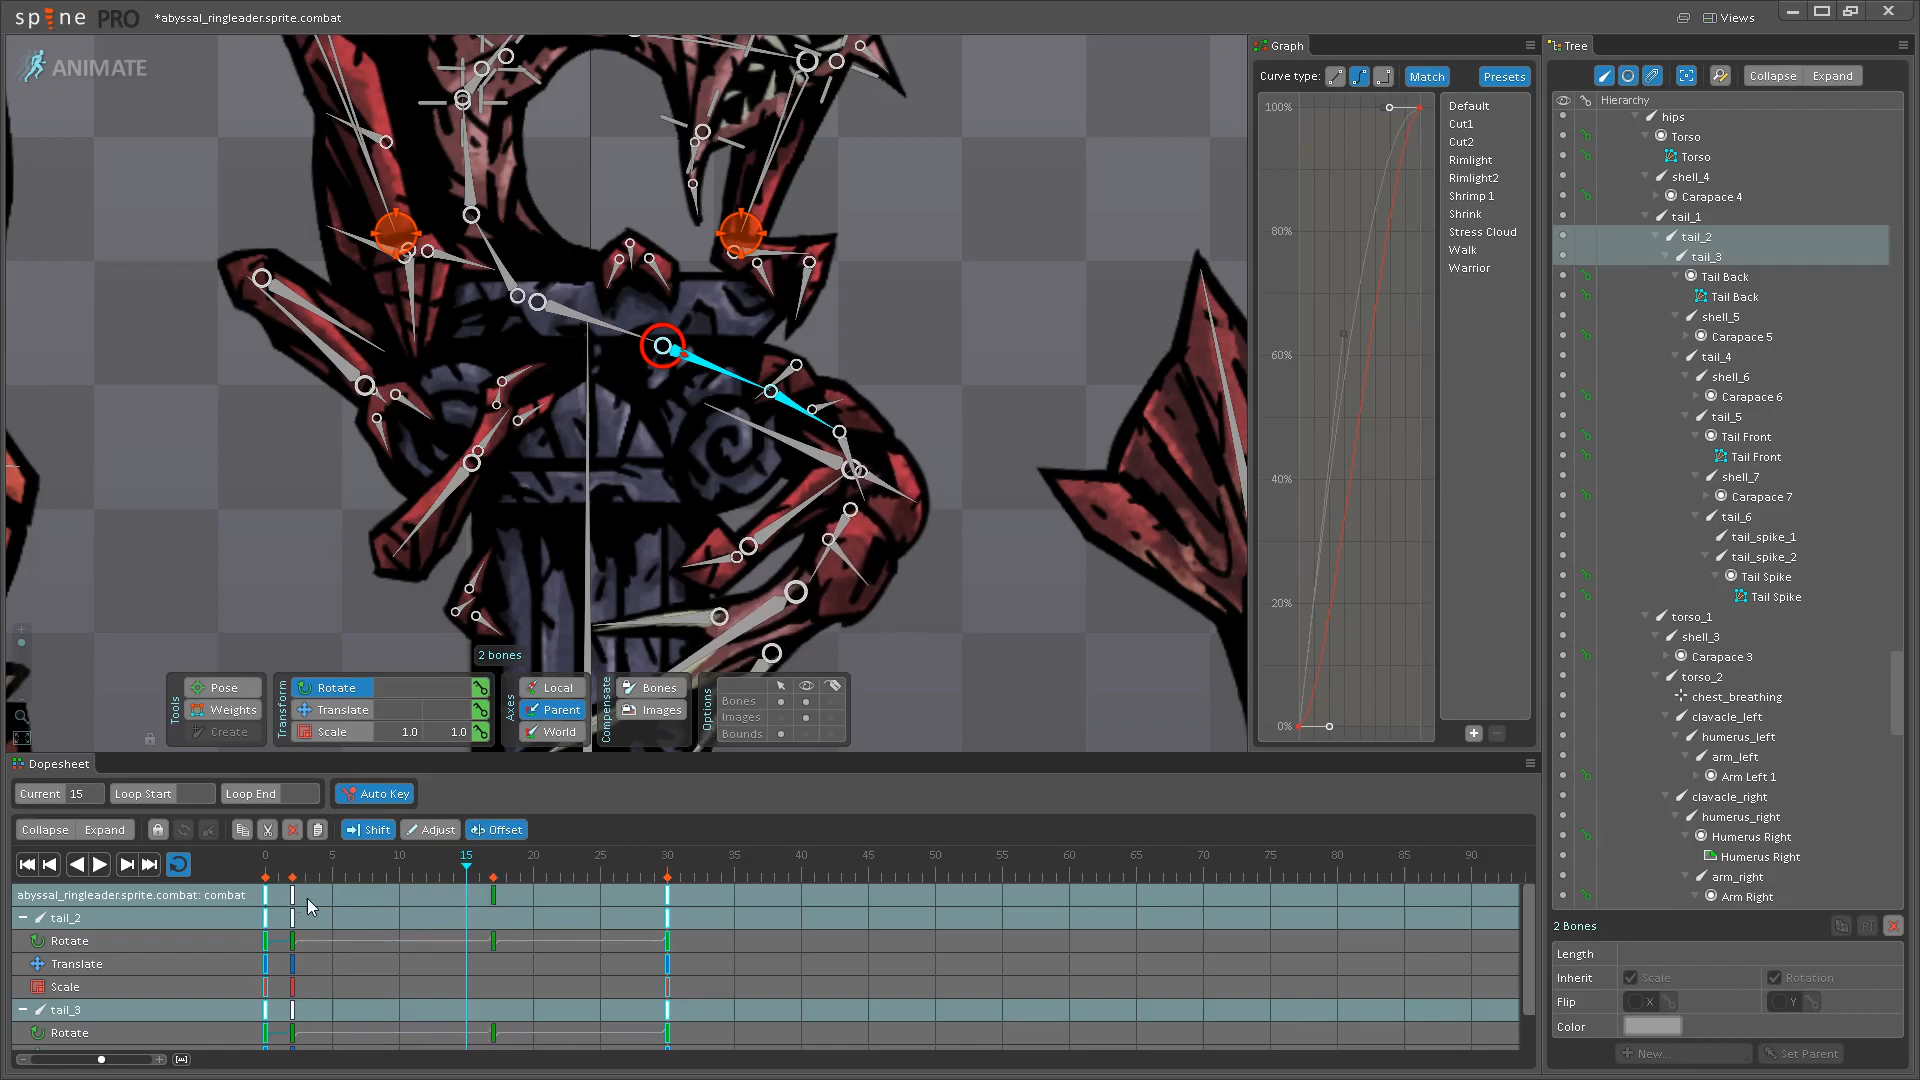 spine PRO
*abyssal_ringleader.sprite.combat
Views
ANIMATE
Graph
Curve type:
Match
Presets
100%
80%
60%
40%
20%
0%
Default
Cut1
Cut2
Rimlight
Rimlight2
Shrimp 1
Shrink
Stress Cloud
Walk
Warrior
Tree
Collapse
Expand
Hierarchy
hips
Torso
Torso
shell_4
Carapace 4
tail_1
tail_2
tail_3
Tail Back
Tail Back
shell_5
Carapace 5
tail_4
shell_6
Carapace 6
tail_5
Tail Front
Tail Front
shell_7
Carapace 7
tail_6
tail_spike_1
tail_spike_2
Tail Spike
Tail Spike
torso_1
shell_3
Carapace 3
torso_2
chest_breathing
clavacle_left
humerus_left
arm_left
Arm Left 1
clavacle_right
humerus_right
Humerus Right
Humerus Right
arm_right
Arm Right
2 Bones
Length
Inherit Scale Rotation
Flip X Y
Color
New...
Set Parent
2 bones
Tools
Pose
Weights
Create
Transform
Rotate
Translate
Scale 1.0 1.0
Axes
Local
Parent
World
Compensate
Bones
Images
Options
Bones
Images
Bounds
Dopesheet
Current 15
Loop Start
Loop End
Auto Key
Collapse
Expand
Shift
Adjust
Offset
0 5 10 15 20 25 30 35 40 45 50 55 60 65 70 75 80 85 90
abyssal_ringleader.sprite.combat: combat
tail_2
Rotate
Translate
Scale
tail_3
Rotate